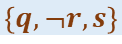 {q, ¬r, s}